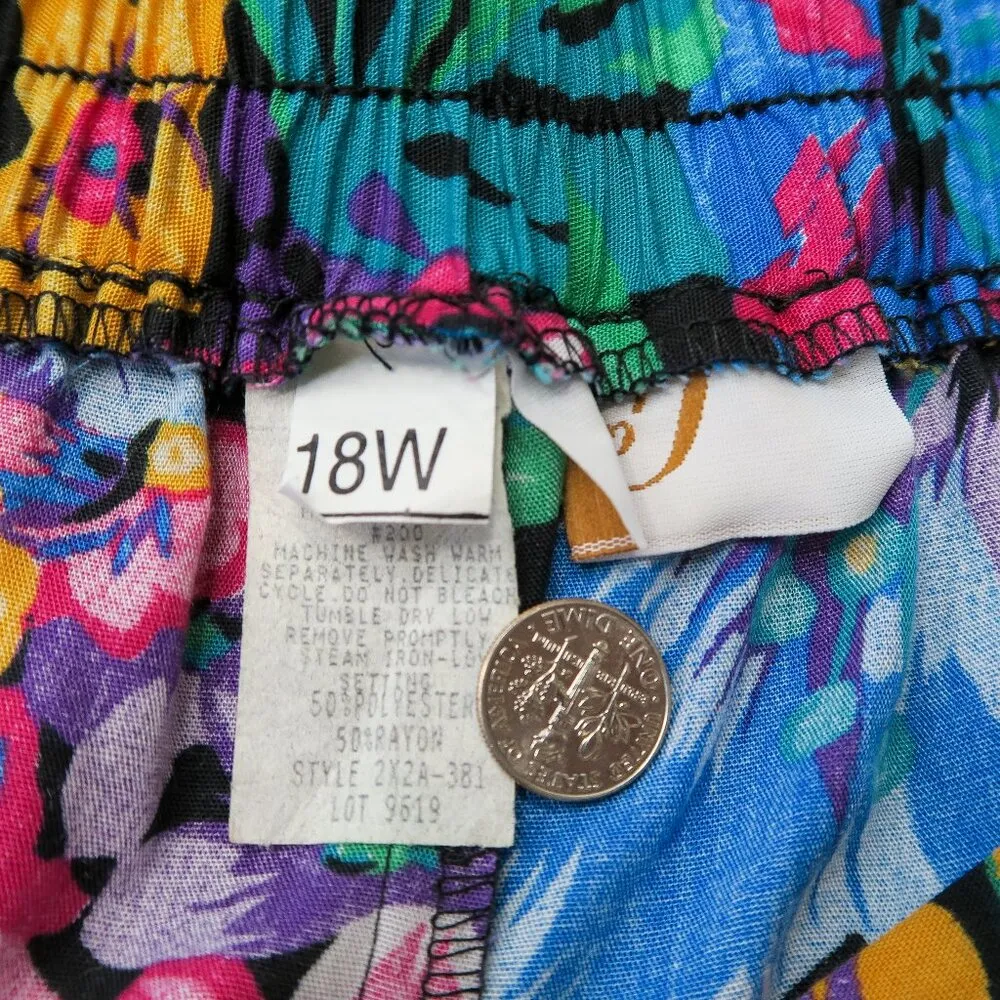 18W
#200
MACHINE WASH WARM
SEPARATELY. DELICATE
CYCLE. DO NOT BLEACH
TUMBLE DRY LOW
REMOVE PROMPTLY
STEAM IRON-LOW
SETTING
50%POLYESTER
50%RAYON
STYLE 2X2A-381
LOT 9619
UNITED STATES OF AMERICA
ONE DIME